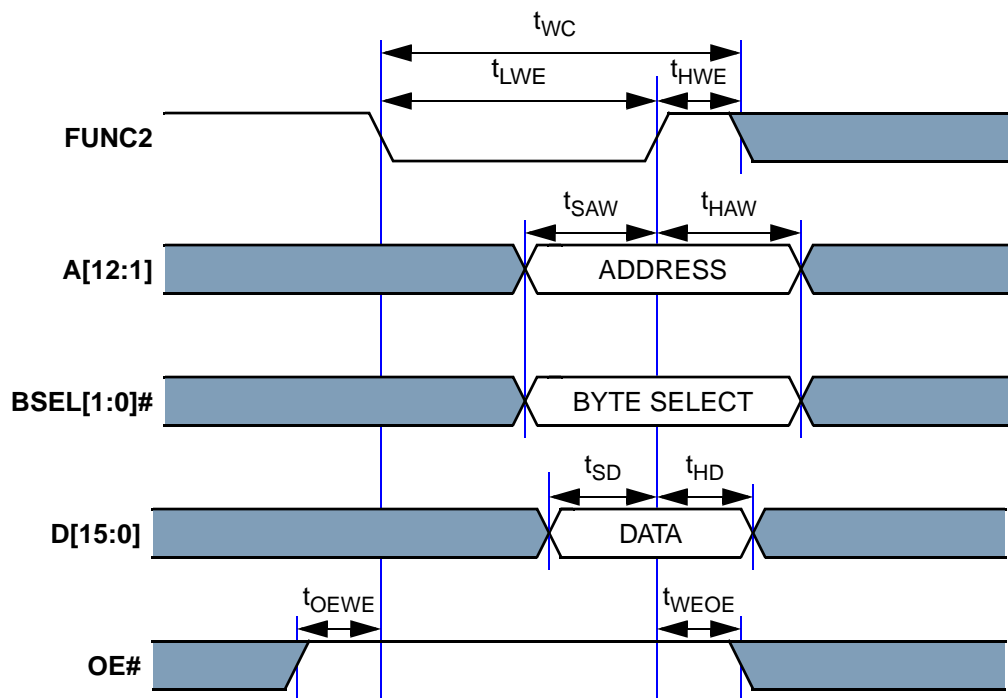 tWC
tLWE tHWE
FUNC2
tSAW tHAW
A[12:1] ADDRESS
BSEL[1:0]# BYTE SELECT
tSD tHD
D[15:0] DATA
tOEWE tWEOE
OE#